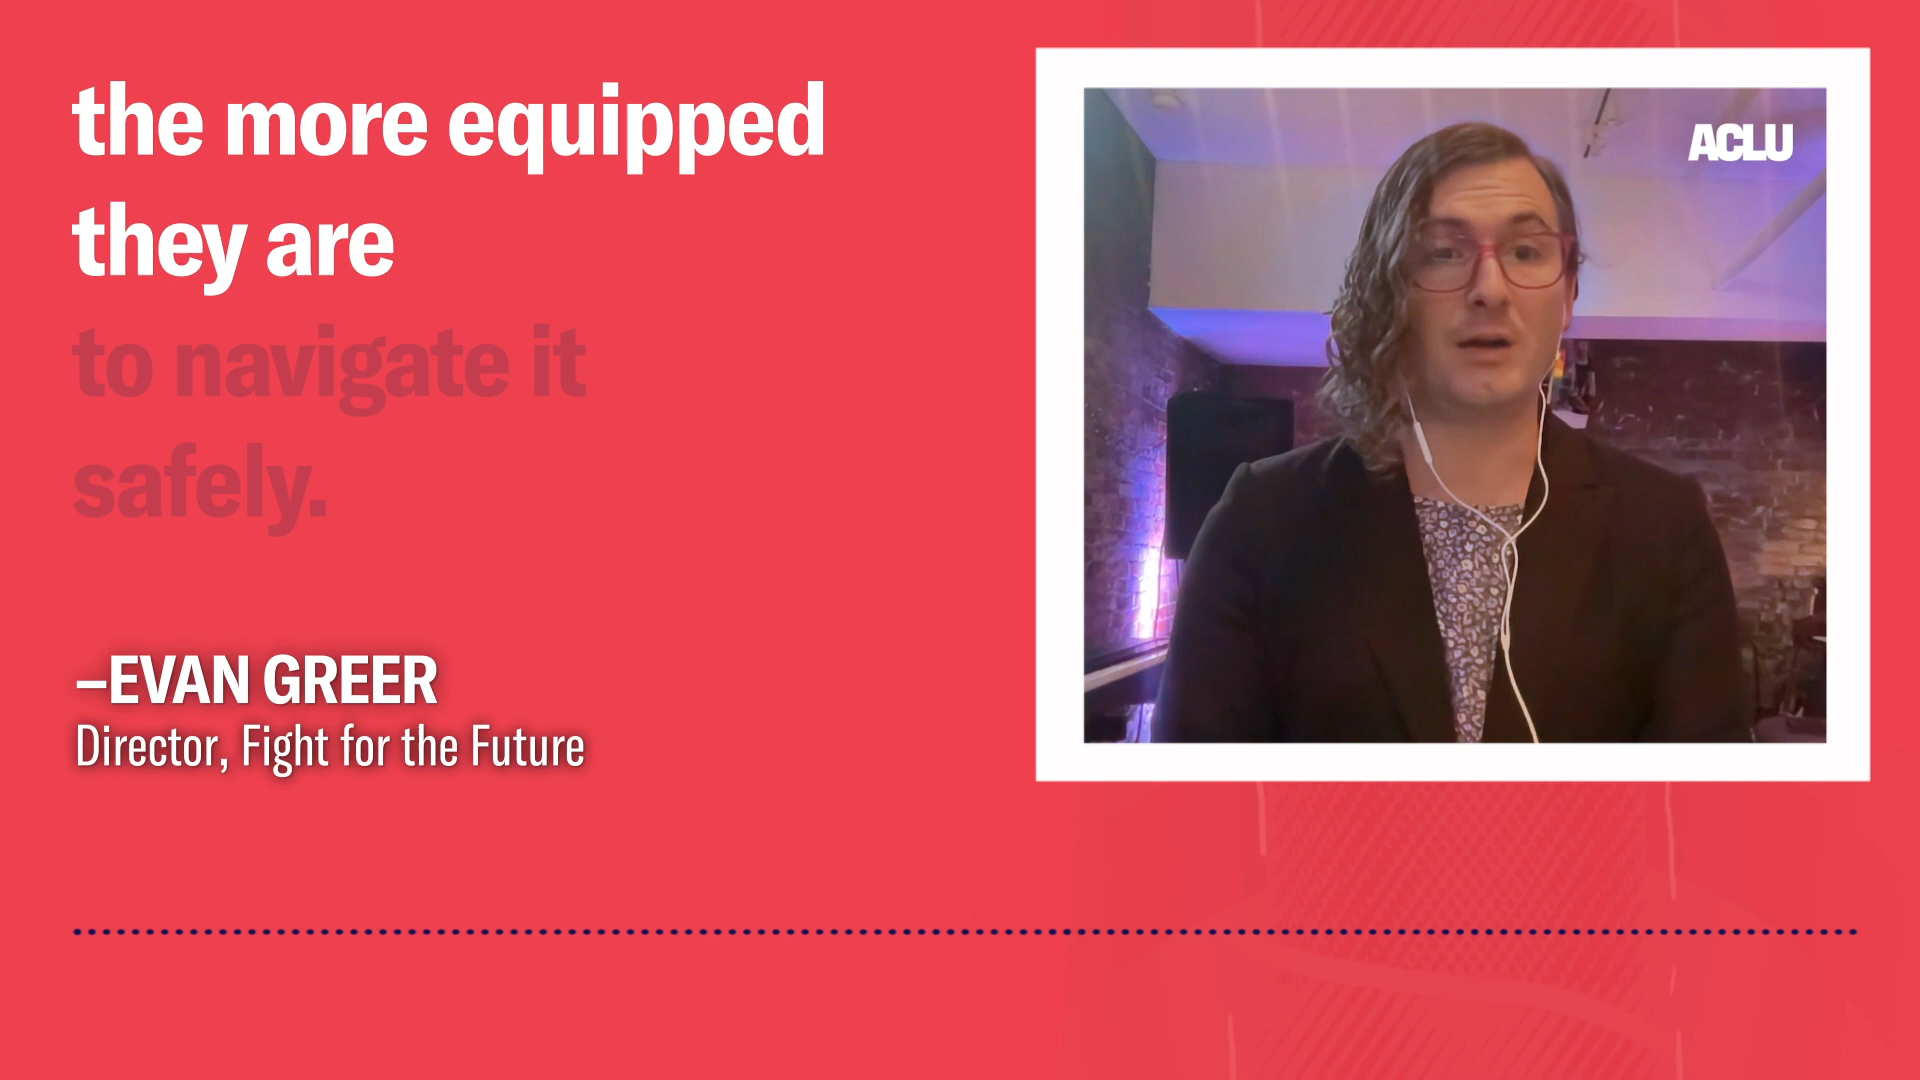 the more equipped
they are
to navigate it
safely.
–EVAN GREER
Director, Fight for the Future
ACLU